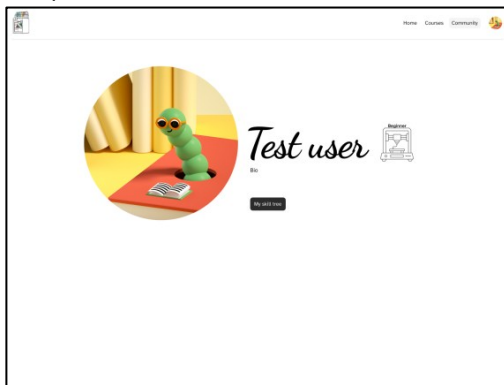 Home Courses Community
Beginner
Test user
Bio
My skill tree